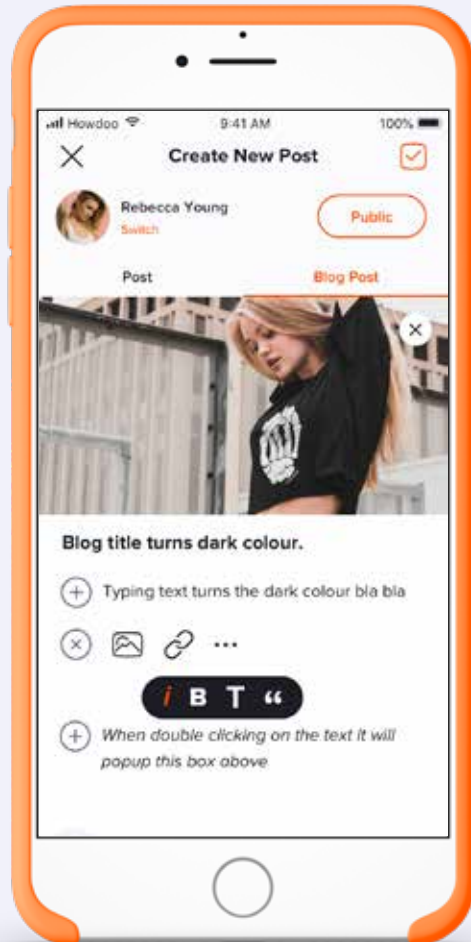 Howdoo 9:41 AM 100%
Create New Post
Rebecca Young
Switch
Public
Post Blog Post
Blog title turns dark colour.
Typing text turns the dark colour bla bla
i B T “
When double clicking on the text it will
popup this box above